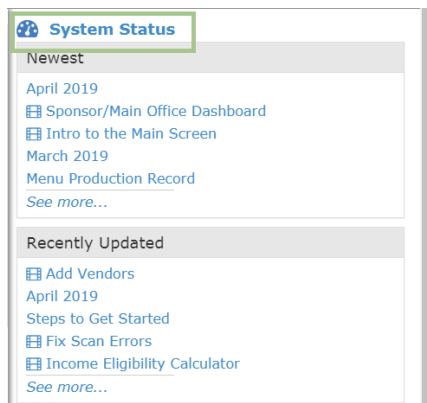 System Status
Newest
April 2019
Sponsor/Main Office Dashboard
Intro to the Main Screen
March 2019
Menu Production Record
See more...
Recently Updated
Add Vendors
April 2019
Steps to Get Started
Fix Scan Errors
Income Eligibility Calculator
See more...